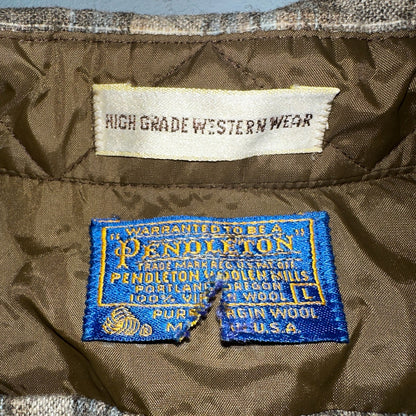 HIGH GRADE WESTERN WEAR
"WARRANTED TO BE A
PENDLETON"
TRADE MARK REG. U.S. PAT. OFF.
PENDLETON WOOLEN MILLS
PORTLAND, OREGON
100% VIRGIN WOOL
L
PURE VIRGIN WOOL
U.S.A.